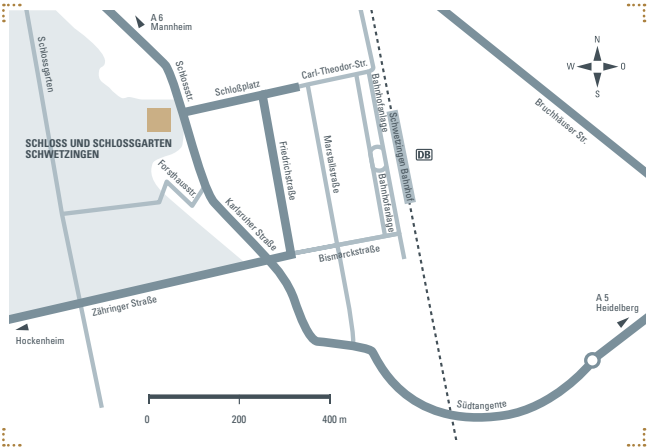 A 6
Mannheim
N
W
O
S
Schlossgarten
Schlossstr.
Schloßplatz
Carl-Theodor-Str.
Bahnhofanlage
Schwetzingen Bahnhof
DB
Bruchhäuser Str.
SCHLOSS UND SCHLOSSGARTEN
SCHWETZINGEN
Forsthausstr.
Friedrichstraße
Marstallstraße
Bahnhofanlage
Karlsruher Straße
Bismarckstraße
Zähringer Straße
Hockenheim
A 5
Heidelberg
Südtangente
0
200
400 m